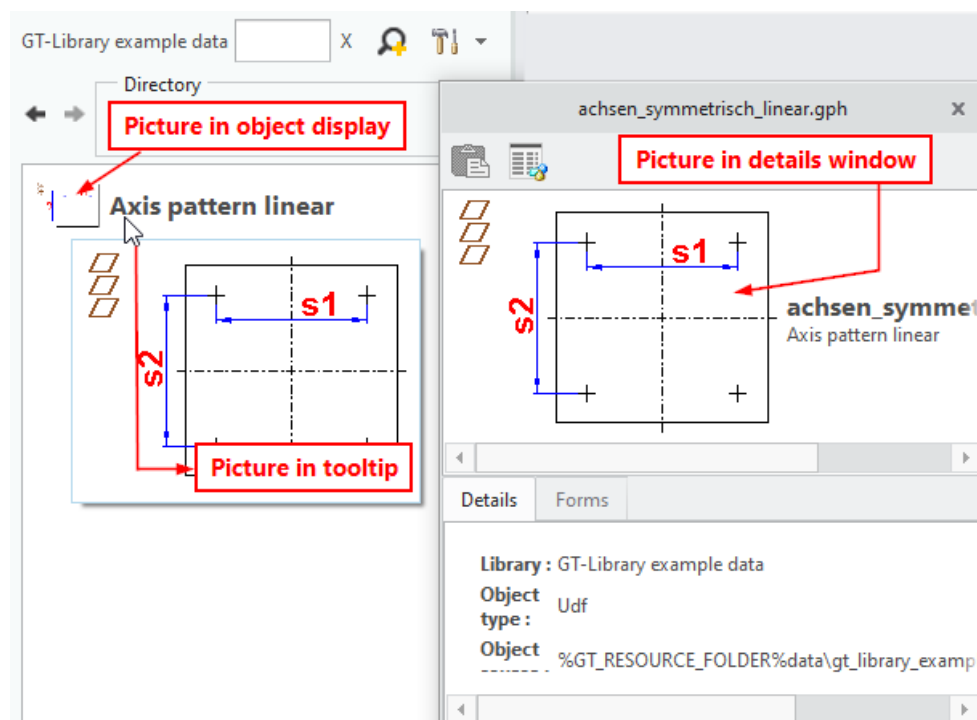 GT-Library example data X
Directory
Picture in object display
Axis pattern linear
s1
s2
Picture in tooltip
achsen_symmetrisch_linear.gph x
Picture in details window
s1
s2
achsen_symmet
Axis pattern linear
Details Forms
Library : GT-Library example data
Object
type : Udf
Object
%GT_RESOURCE_FOLDER%data\gt_library_examp